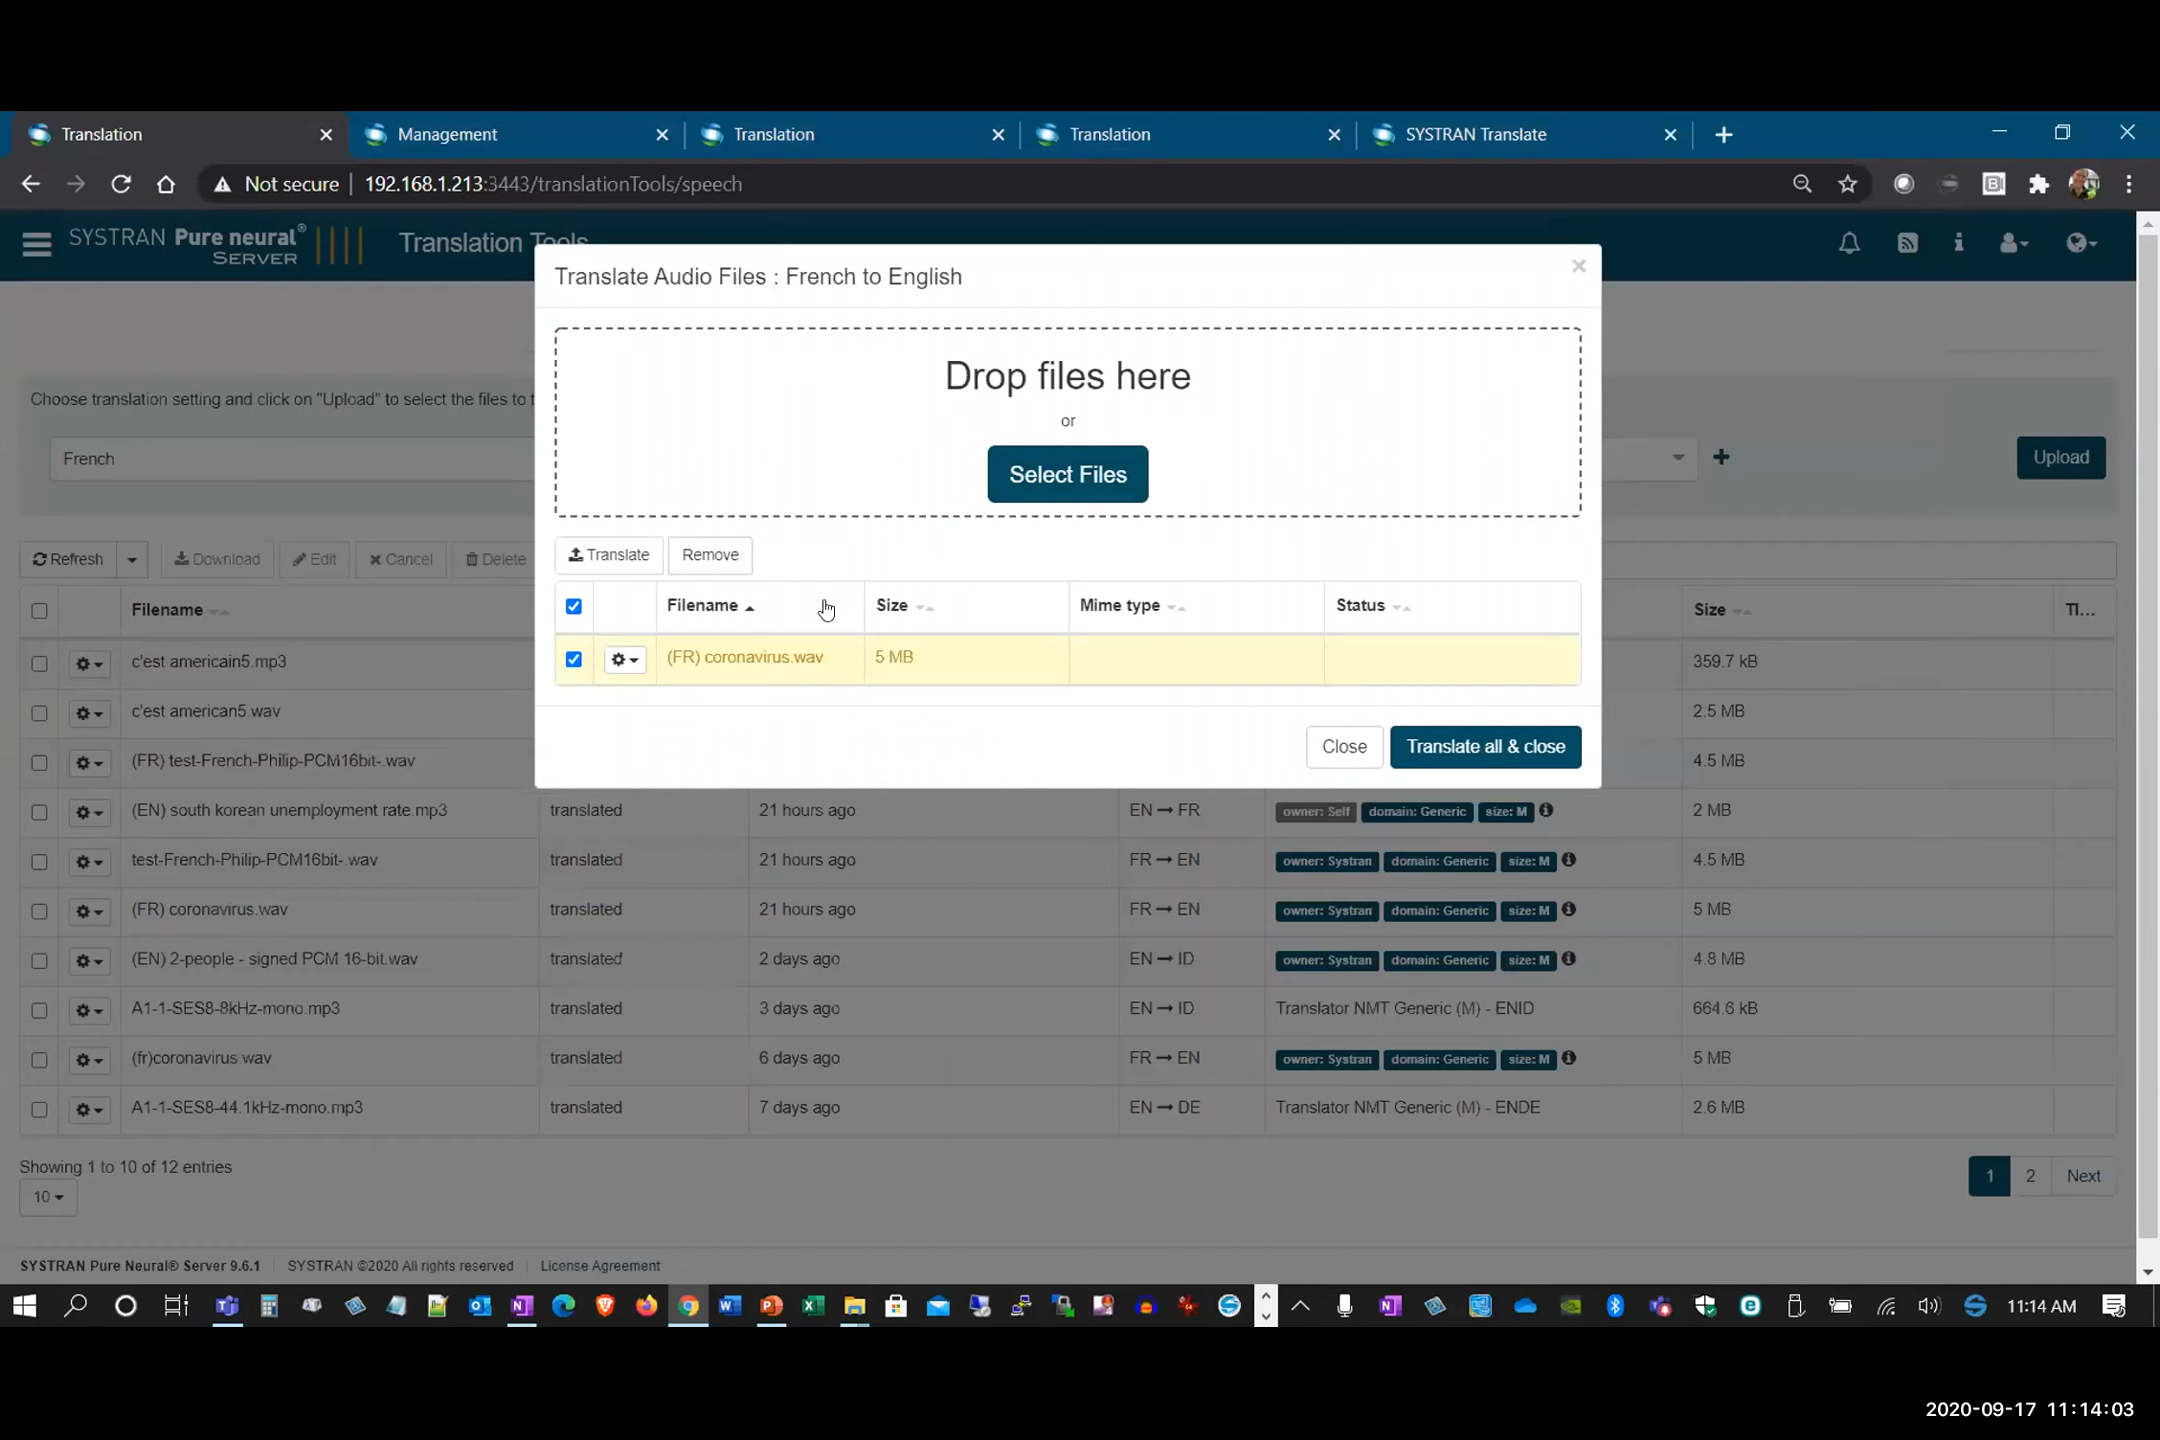 Translation
Management
Translation
Translation
SYSTRAN Translate
Not secure
192.168.1.213:3443/translationTools/speech
SYSTRAN Pure neural®
SERVER
Translation Tools
Translate Audio Files : French to English
Drop files here
or
Select Files
Choose translation setting and click on "Upload" to select the files to t
French
Upload
Translate
Remove
Filename
Size
Mime type
Status
(FR) coronavirus.wav
5 MB
Close
Translate all & close
Refresh
Download
Edit
Cancel
Delete
Filename
Size
TI...
c'est americain5.mp3
359.7 kB
c'est american5.wav
2.5 MB
(FR) test-French-Philip-PCM16bit-.wav
4.5 MB
(EN) south korean unemployment rate.mp3 translated 21 hours ago EN → FR owner: Self domain: Generic size: M 2 MB
test-French-Philip-PCM16bit-.wav translated 21 hours ago FR → EN owner: Systran domain: Generic size: M 4.5 MB
(FR) coronavirus.wav translated 21 hours ago FR → EN owner: Systran domain: Generic size: M 5 MB
(EN) 2-people - signed PCM 16-bit.wav translated 2 days ago EN → ID owner: Systran domain: Generic size: M 4.8 MB
A1-1-SES8-8kHz-mono.mp3 translated 3 days ago EN → ID Translator NMT Generic (M) - ENID 664.6 kB
(fr)coronavirus.wav translated 6 days ago FR → EN owner: Systran domain: Generic size: M 5 MB
A1-1-SES8-44.1kHz-mono.mp3 translated 7 days ago EN → DE Translator NMT Generic (M) - ENDE 2.6 MB
Showing 1 to 10 of 12 entries
10
1 2 Next
SYSTRAN Pure Neural® Server 9.6.1
SYSTRAN ©2020 All rights reserved
License Agreement
11:14 AM
2020-09-17 11:14:03